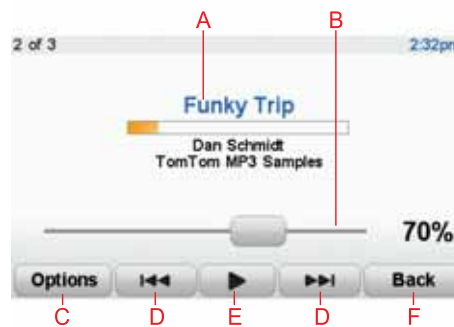 A
B
2 of 3
2:32pm
Funky Trip
Dan Schmidt
TomTom MP3 Samples
70%
Options
Back
C
D
E
D
F